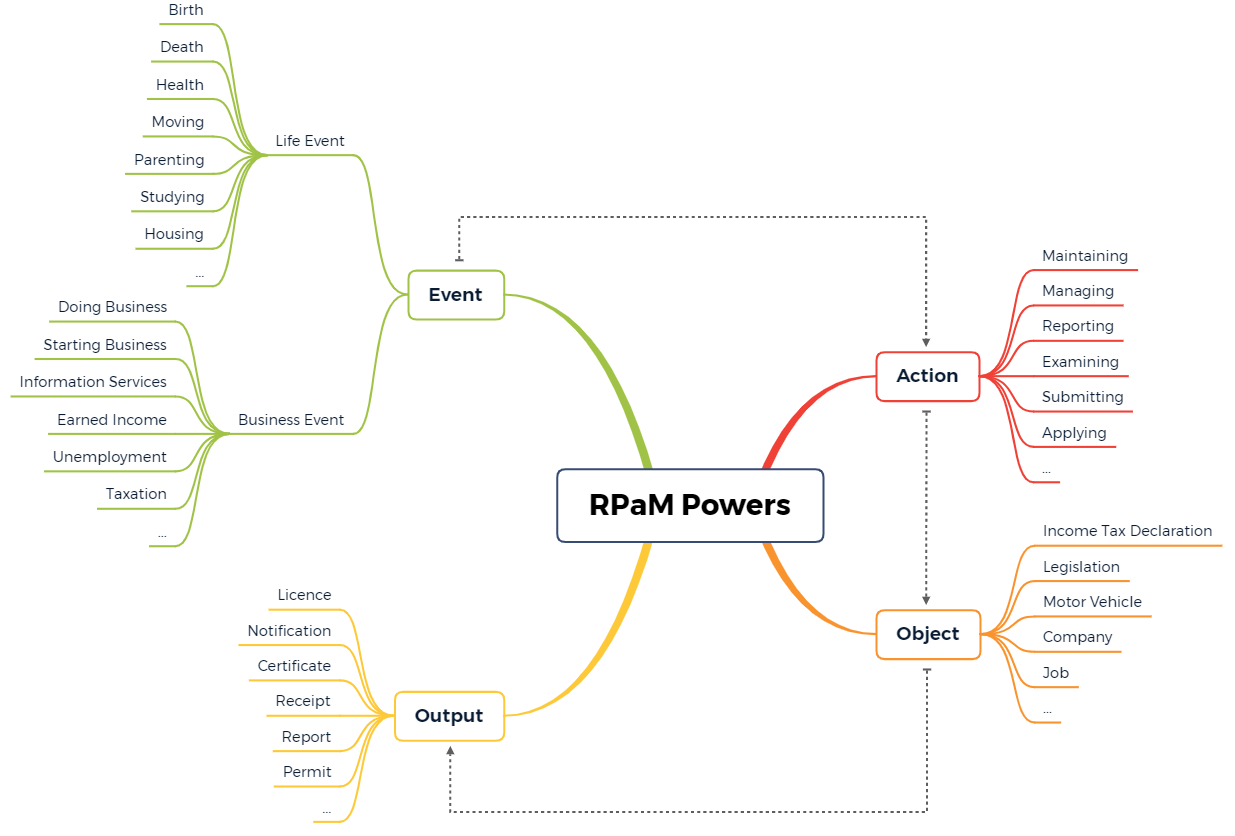 Birth
Death
Health
Moving
Parenting
Studying
Housing
...
Life Event
Doing Business
Starting Business
Information Services
Earned Income
Unemployment
Taxation
...
Business Event
Event
Action
Maintaining
Managing
Reporting
Examining
Submitting
Applying
...
RPaM Powers
Object
Income Tax Declaration
Legislation
Motor Vehicle
Company
Job
...
Licence
Notification
Certificate
Receipt
Report
Permit
...
Output